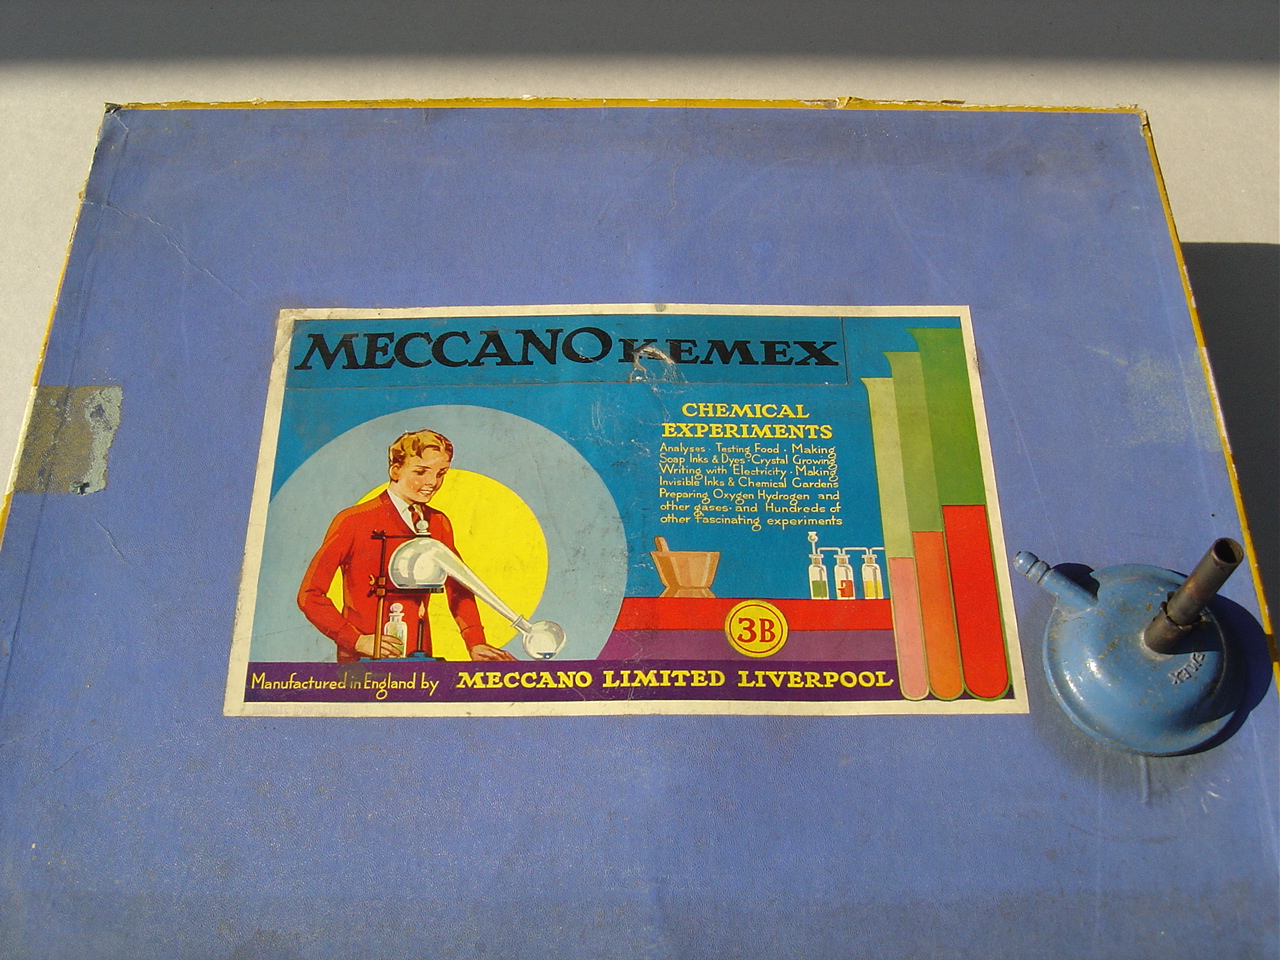 MECCANO KEMEX
CHEMICAL
EXPERIMENTS
Analyses · Testing Food · Making
Soap Inks & Dyes · Crystal Growing
Writing with Electricity · Making
Invisible Inks & Chemical Gardens
Preparing Oxygen Hydrogen and
other gases · and Hundreds of
other fascinating experiments
3B
Manufactured in England by MECCANO LIMITED LIVERPOOL